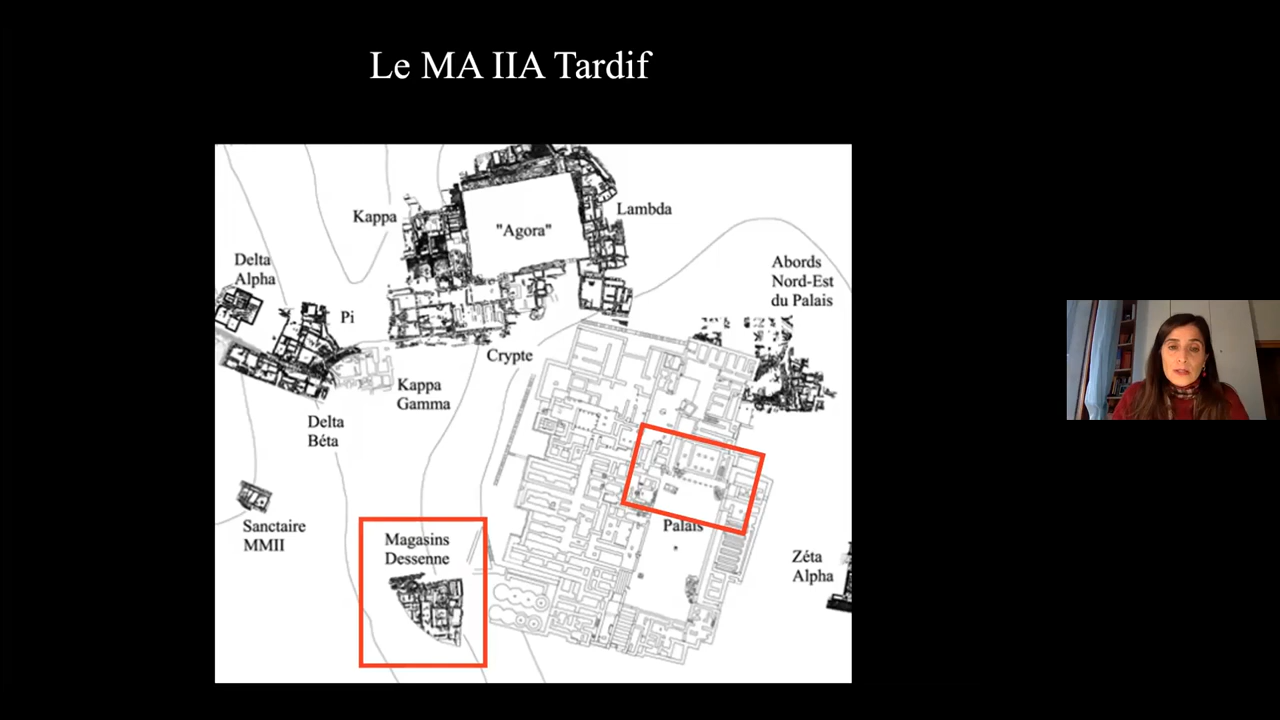 Le MA IIA Tardif
Kappa
"Agora"
Lambda
Delta
Alpha
Abords
Nord-Est
du Palais
Pi
Crypte
Kappa
Gamma
Delta
Béta
Sanctaire
MMII
Magasins
Dessenne
Palais
Zéta
Alpha